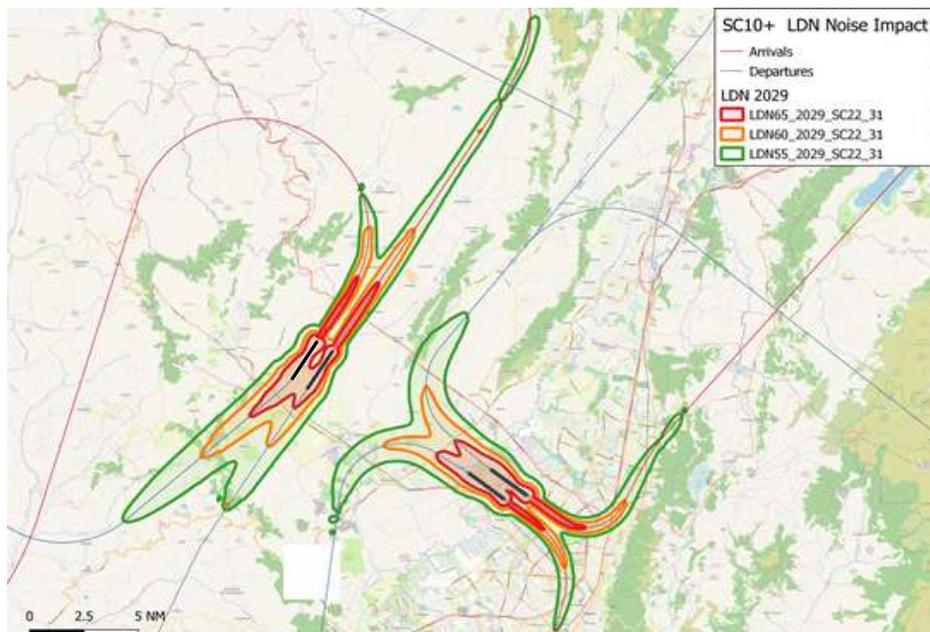 SC10+ LDN Noise Impact
Arrivals
Departures
LDN 2029
LDN65_2029_SC22_31
LDN60_2029_SC22_31
LDN55_2029_SC22_31
0 2.5 5 NM